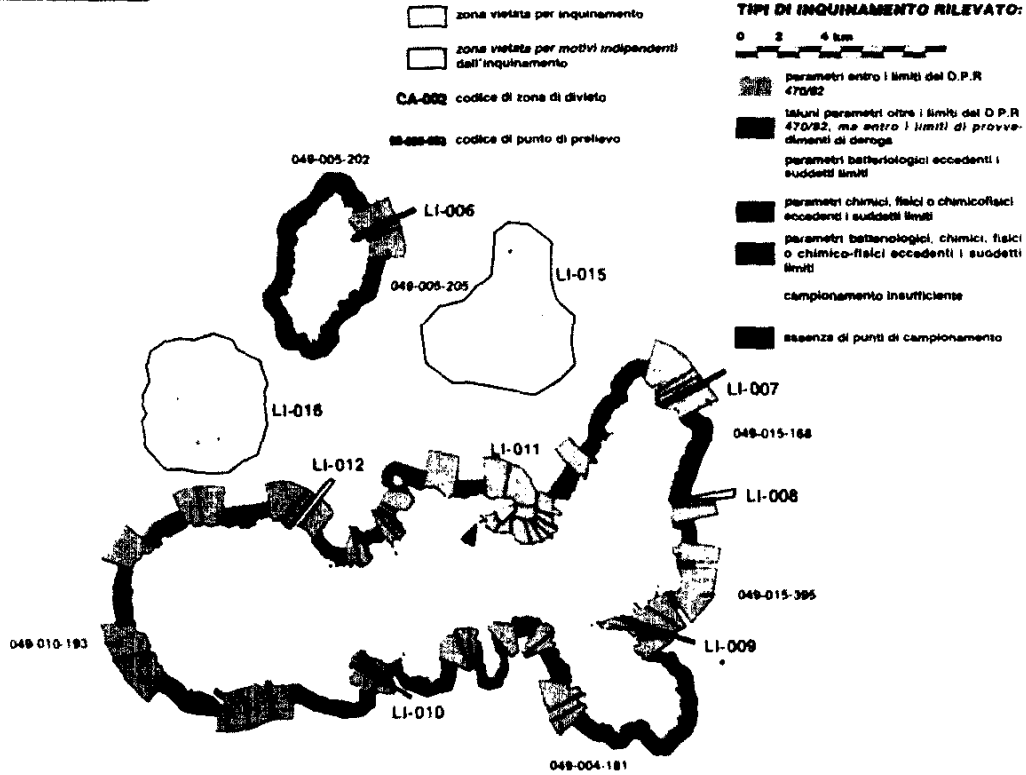 zona vietata per inquinamento
zona vietata per motivi indipendenti
dall'inquinamento
CA-002 codice di zona di divieto
codice di punto di prelievo
TIPI DI INQUINAMENTO RILEVATO:
0 2 4 km
parametri entro i limiti del D.P.R
470/82
taluni parametri oltre i limiti del D.P.R
470/82, ma entro i limiti di provve-
dimenti di deroga
parametri batteriologici eccedenti i
suddetti limiti
parametri chimici, fisici o chimicofisici
eccedenti i suddetti limiti
parametri batteriologici, chimici, fisici
o chimico-fisici eccedenti i suddetti
limiti
campionamento insufficiente
assenza di punti di campionamento
049-005-202
LI-006
049-005-205
LI-015
LI-016
LI-007
049-015-168
LI-011
LI-012
LI-008
049-015-395
049-010-193
LI-009
LI-010
049-004-181